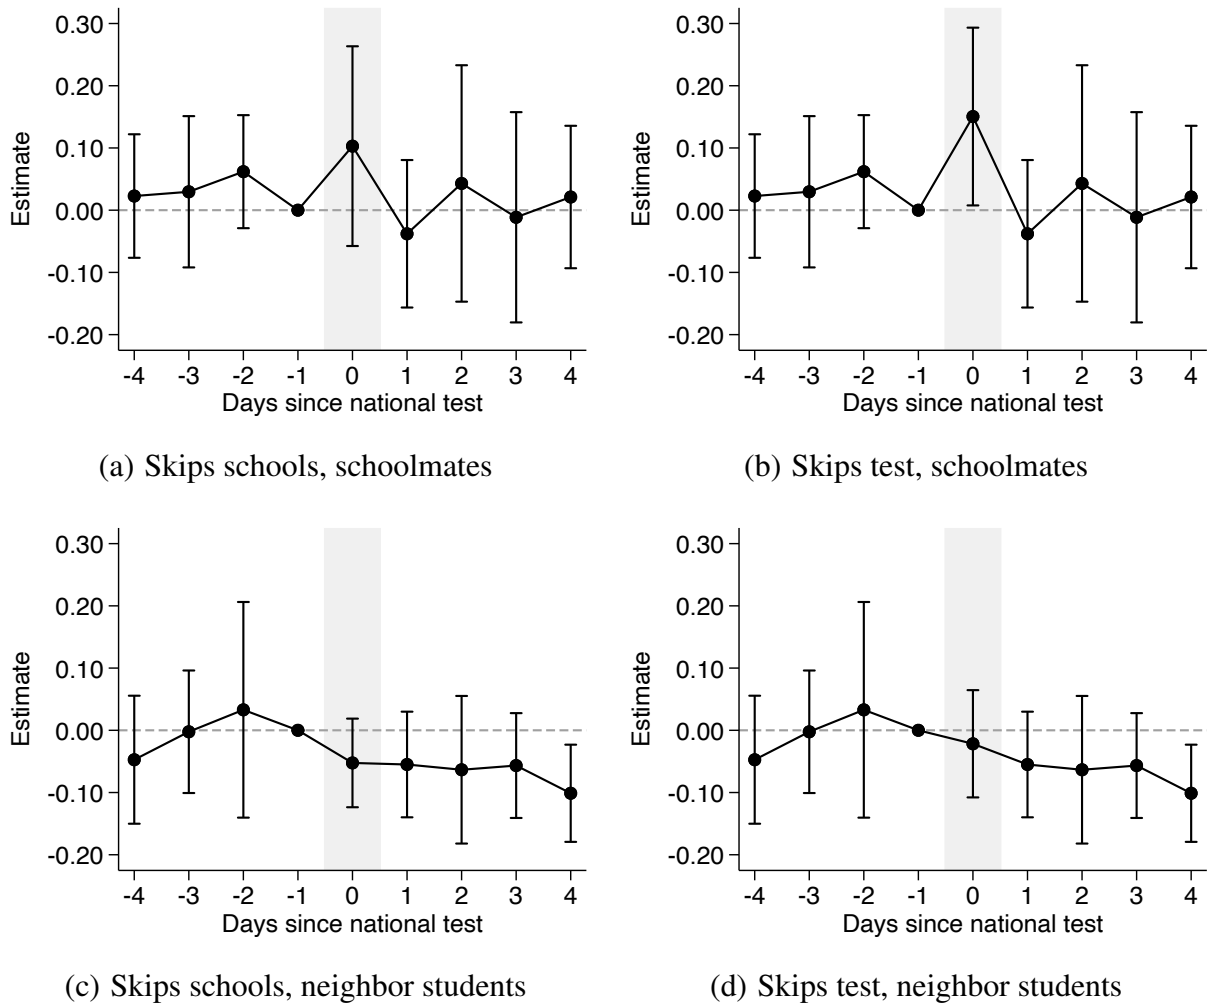 0.30
0.20
0.10
0.00
-0.10
-0.20
Estimate
-4 -3 -2 -1 0 1 2 3 4
Days since national test
(a) Skips schools, schoolmates
0.30
0.20
0.10
0.00
-0.10
-0.20
Estimate
-4 -3 -2 -1 0 1 2 3 4
Days since national test
(b) Skips test, schoolmates
0.30
0.20
0.10
0.00
-0.10
-0.20
Estimate
-4 -3 -2 -1 0 1 2 3 4
Days since national test
(c) Skips schools, neighbor students
0.30
0.20
0.10
0.00
-0.10
-0.20
Estimate
-4 -3 -2 -1 0 1 2 3 4
Days since national test
(d) Skips test, neighbor students